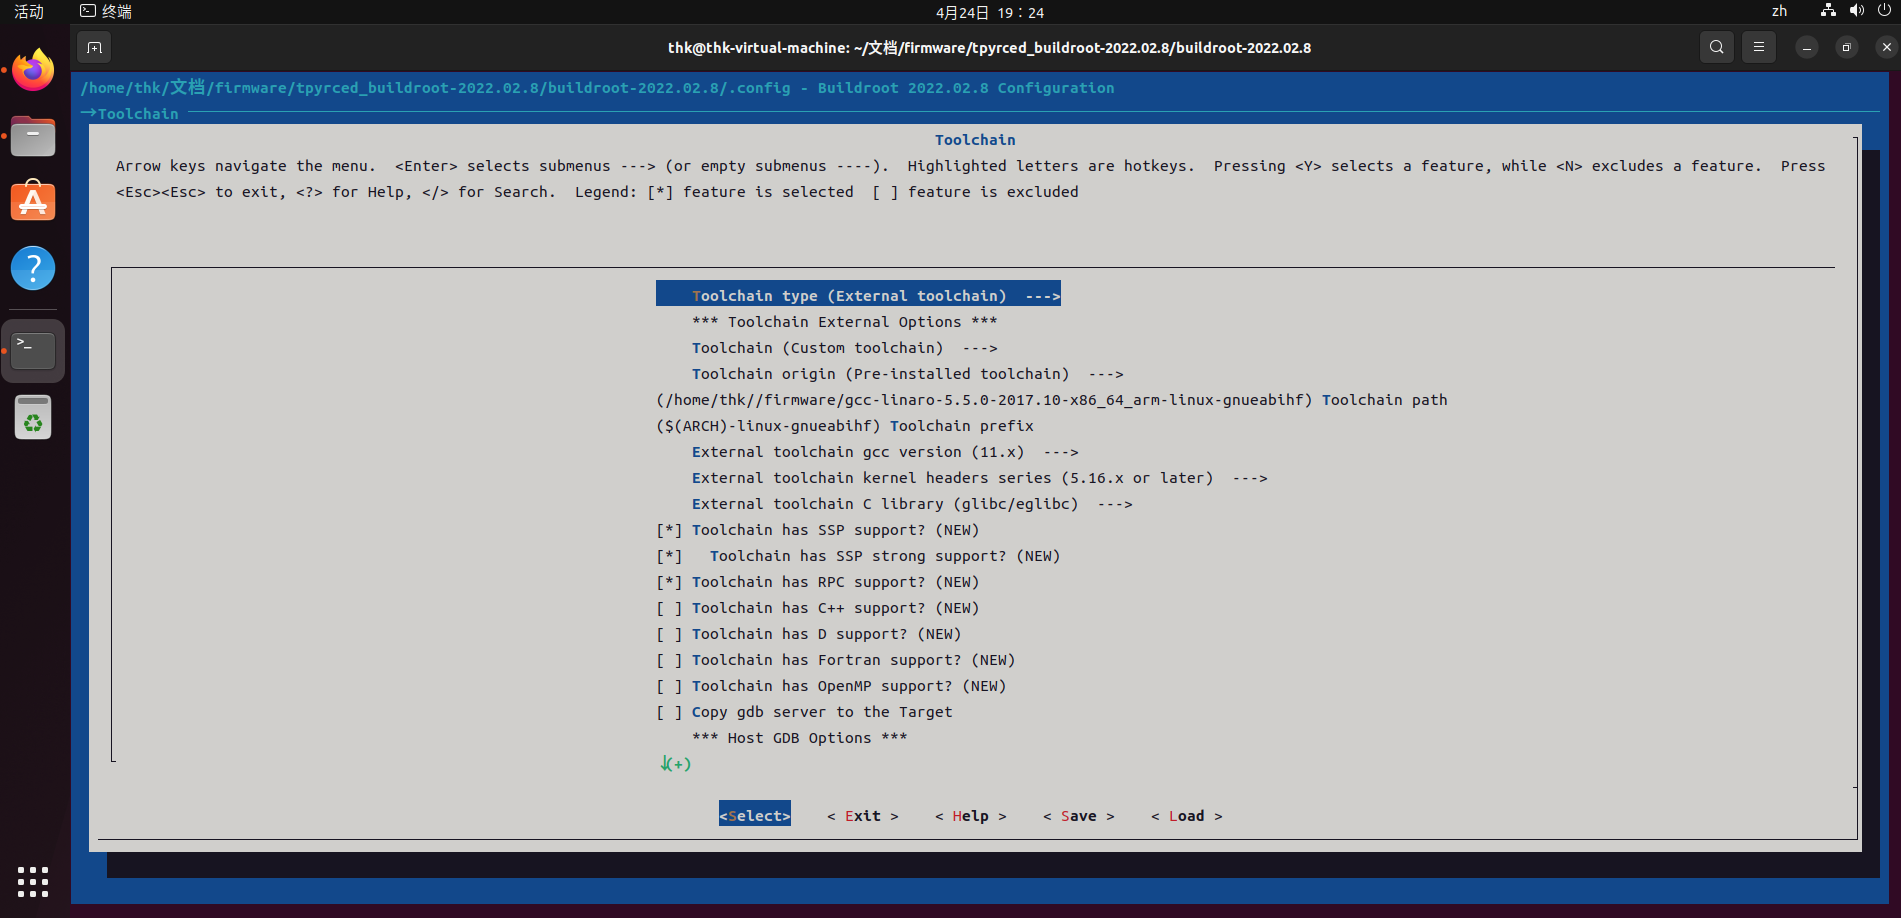 活动 终端 4月24日 19：24 zh
thk@thk-virtual-machine: ~/文档/firmware/tpyrced_buildroot-2022.02.8/buildroot-2022.02.8
/home/thk/文档/firmware/tpyrced_buildroot-2022.02.8/buildroot-2022.02.8/.config - Buildroot 2022.02.8 Configuration
→Toolchain
Toolchain
Arrow keys navigate the menu.  <Enter> selects submenus ---> (or empty submenus ----).  Highlighted letters are hotkeys.  Pressing <Y> selects a feature, while <N> excludes a feature.  Press
<Esc><Esc> to exit, <?> for Help, </> for Search.  Legend: [*] feature is selected  [ ] feature is excluded
Toolchain type (External toolchain)  --->
*** Toolchain External Options ***
Toolchain (Custom toolchain)  --->
Toolchain origin (Pre-installed toolchain)  --->
(/home/thk//firmware/gcc-linaro-5.5.0-2017.10-x86_64_arm-linux-gnueabihf) Toolchain path
($(ARCH)-linux-gnueabihf) Toolchain prefix
External toolchain gcc version (11.x)  --->
External toolchain kernel headers series (5.16.x or later)  --->
External toolchain C library (glibc/eglibc)  --->
[*] Toolchain has SSP support? (NEW)
[*]   Toolchain has SSP strong support? (NEW)
[*] Toolchain has RPC support? (NEW)
[ ] Toolchain has C++ support? (NEW)
[ ] Toolchain has D support? (NEW)
[ ] Toolchain has Fortran support? (NEW)
[ ] Toolchain has OpenMP support? (NEW)
[ ] Copy gdb server to the Target
*** Host GDB Options ***
↓(+)
<Select>    < Exit >    < Help >    < Save >    < Load >